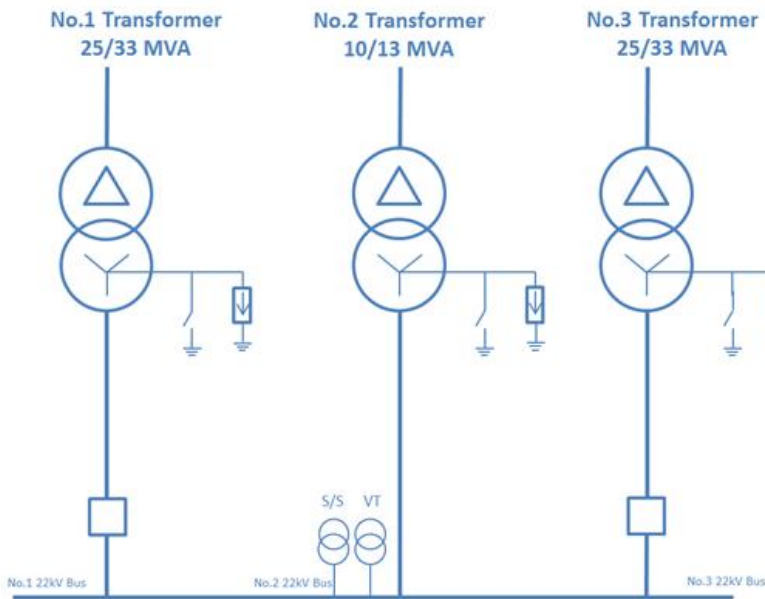 No.1 Transformer
25/33 MVA
No.2 Transformer
10/13 MVA
No.3 Transformer
25/33 MVA
S/S
VT
No.1 22kV Bus
No.2 22kV Bus
No.3 22kV Bus